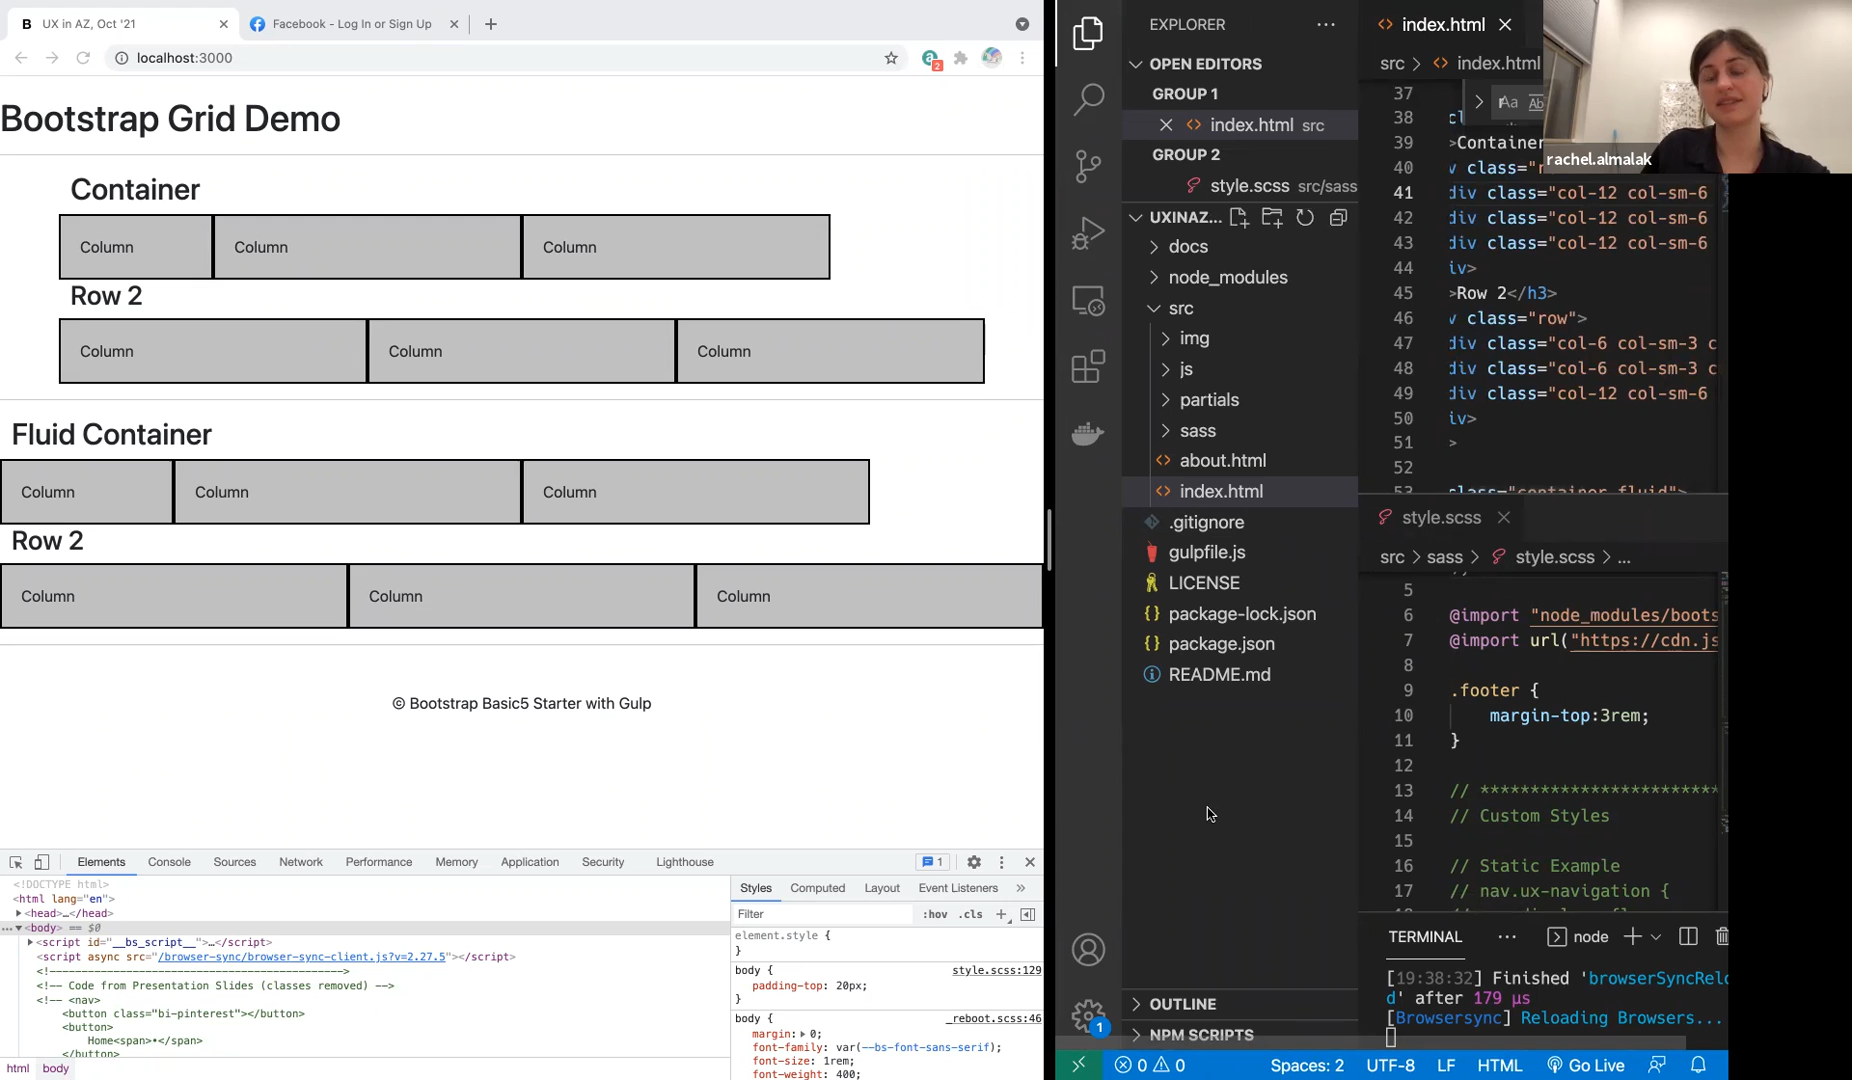 UX in AZ, Oct '21
Facebook - Log In or Sign Up
localhost:3000
2
Bootstrap Grid Demo
Container
Column Column Column
Row 2
Column Column Column
Fluid Container
Column Column Column
Row 2
Column Column Column
© Bootstrap Basic5 Starter with Gulp
Elements Console Sources Network Performance Memory Application Security Lighthouse 1
<!DOCTYPE html>
<html lang="en">
<head>…</head>
<body> == $0
<script id="__bs_script__">…</script>
<script async src="/browser-sync/browser-sync-client.js?v=2.27.5"></script>
<!-- Code from Presentation Slides (classes removed) -->
<!-- <nav>
<button class="bi-pinterest"></button>
<button>
Home<span>•</span>
</button>
html body
Styles Computed Layout Event Listeners »
Filter :hov .cls +
element.style {
}
body { style.scss:129
padding-top: 20px;
}
body { _reboot.scss:46
margin: 0;
font-family: var(--bs-font-sans-serif);
font-size: 1rem;
font-weight: 400;
EXPLORER ...
OPEN EDITORS
GROUP 1
index.html src
GROUP 2
style.scss src/sass
UXINAZ...
docs
node_modules
src
img
js
partials
sass
about.html
index.html
.gitignore
gulpfile.js
LICENSE
package-lock.json
package.json
README.md
OUTLINE
NPM SCRIPTS
1
index.html
src > index.html
Aa
rachel.almalak
37
38
39 >Container
40 v class="r
41 div class="col-12 col-sm-6
42 div class="col-12 col-sm-6
43 div class="col-12 col-sm-6
44 iv>
45 >Row 2</h3>
46 v class="row">
47 div class="col-6 col-sm-3 c
48 div class="col-6 col-sm-3 c
49 div class="col-12 col-sm-6
50 iv>
51 >
52
53 class="container-fluid">
style.scss
src > sass > style.scss > ...
5
6 @import "node_modules/boots
7 @import url("https://cdn.js
8
9 .footer {
10 margin-top:3rem;
11 }
12
13 // ************************
14 // Custom Styles
15
16 // Static Example
17 // nav.ux-navigation {
TERMINAL ... node
[19:38:32] Finished 'browserSyncRelo
d' after 179 μs
[Browsersync] Reloading Browsers...
0 0 Spaces: 2 UTF-8 LF HTML Go Live